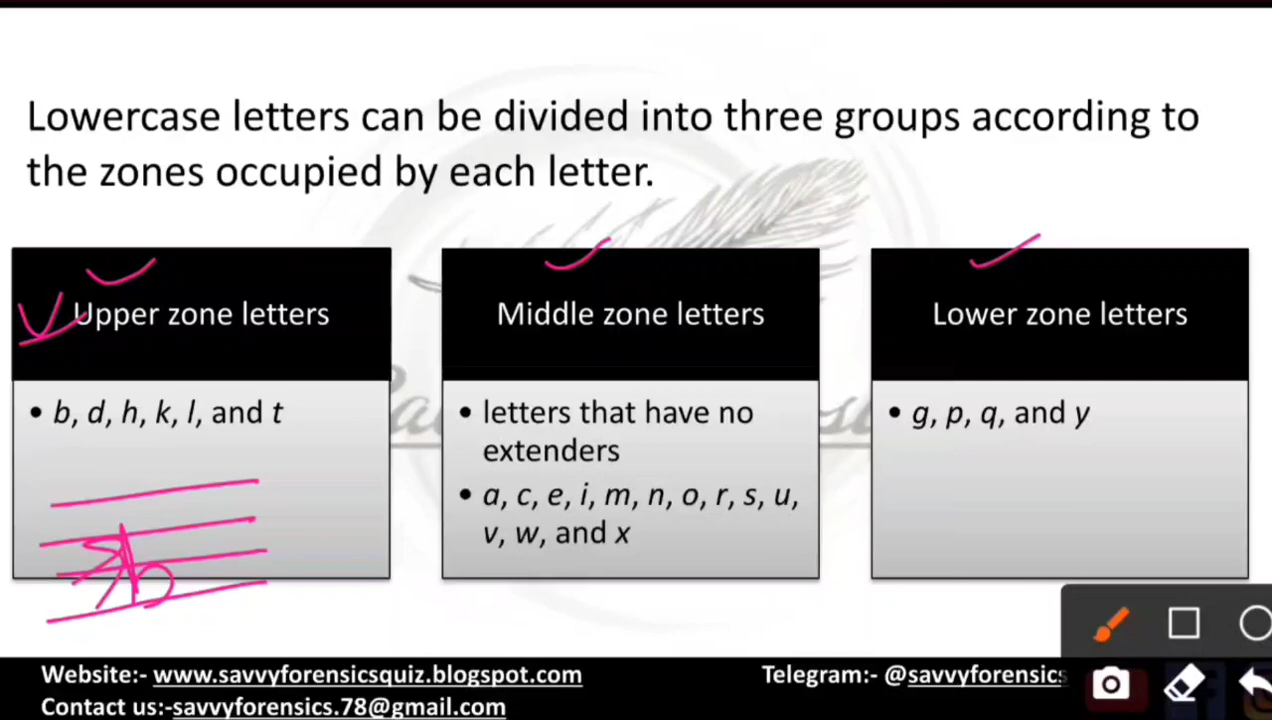 Lowercase letters can be divided into three groups according to
the zones occupied by each letter.
Upper zone letters
• b, d, h, k, l, and t
Middle zone letters
• letters that have no
extenders
• a, c, e, i, m, n, o, r, s, u,
v, w, and x
Lower zone letters
• g, p, q, and y
b
Website:- www.savvyforensicsquiz.blogspot.com
Telegram:- @savvyforensics
Contact us:-savvyforensics.78@gmail.com